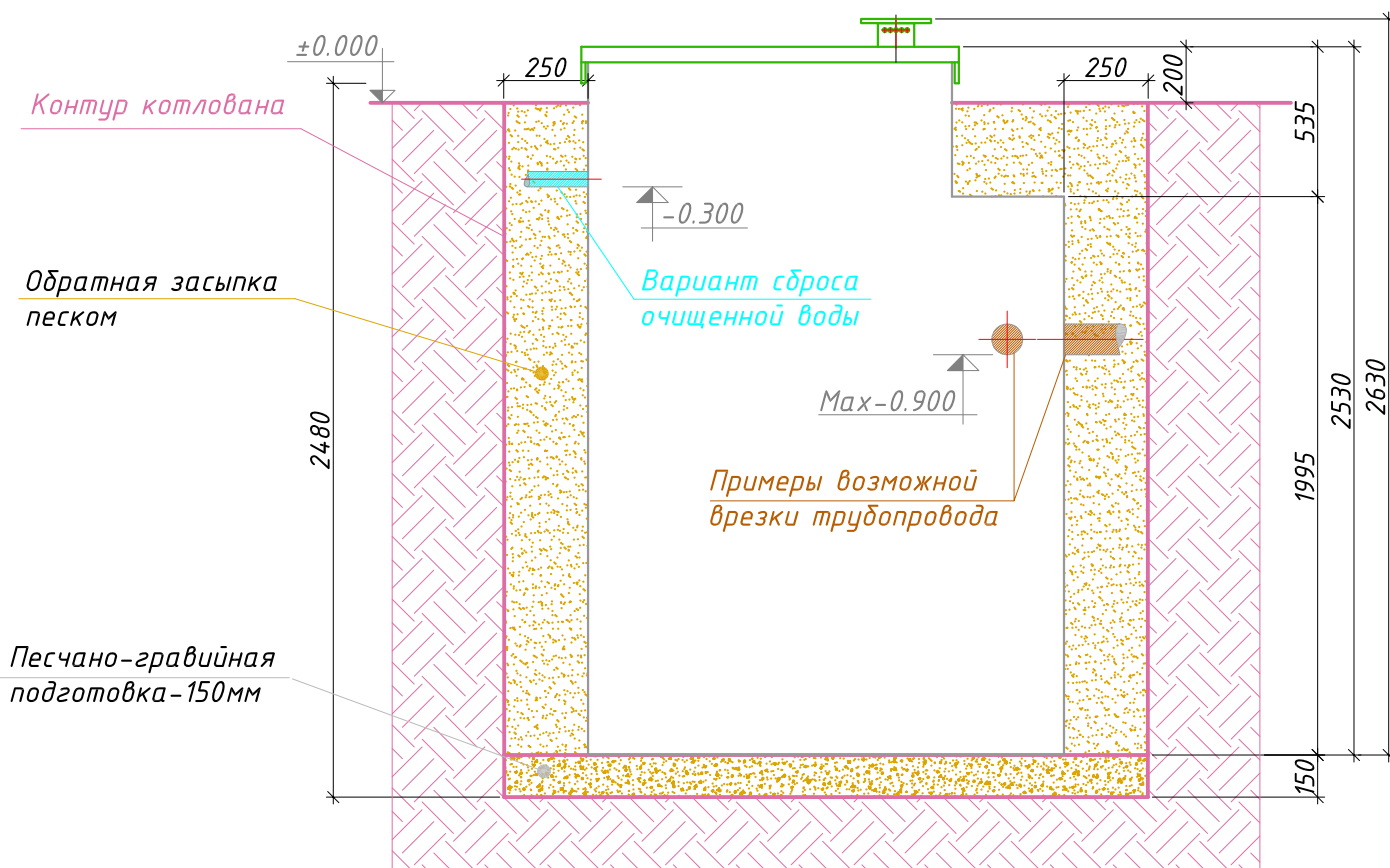 ±0.000
250
250
200
Контур котлована
535
-0.300
Обратная засыпка
песком
Вариант сброса
очищенной воды
2630
2530
Max-0.900
2480
1995
Примеры возможной
врезки трубопровода
Песчано-гравийная
подготовка-150мм
150